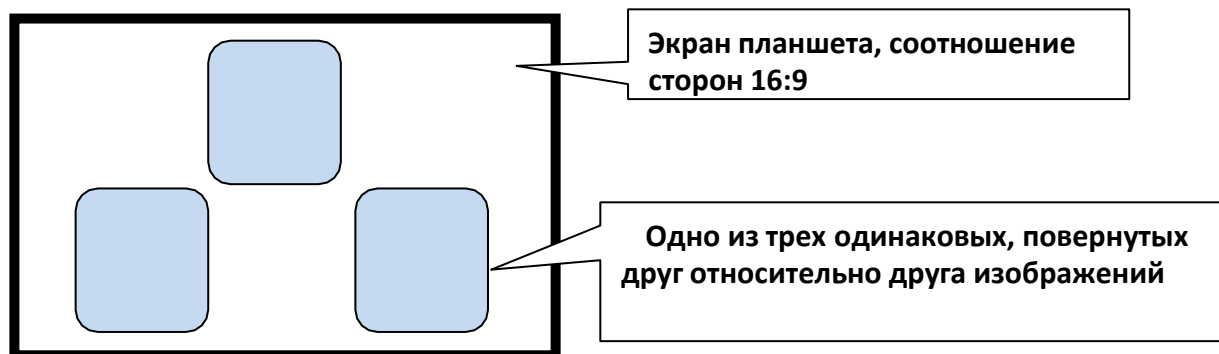 Экран планшета, соотношение
сторон 16:9
Одно из трех одинаковых, повернутых
друг относительно друга изображений